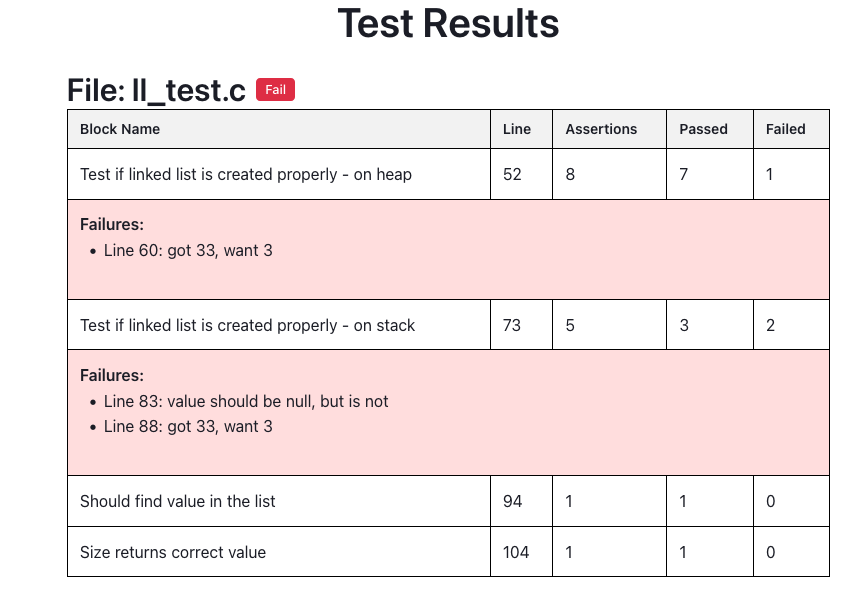 Test Results
File: ll_test.c Fail
Block Name Line Assertions Passed Failed
Test if linked list is created properly - on heap 52 8 7 1
Failures:
• Line 60: got 33, want 3
Test if linked list is created properly - on stack 73 5 3 2
Failures:
• Line 83: value should be null, but is not
• Line 88: got 33, want 3
Should find value in the list 94 1 1 0
Size returns correct value 104 1 1 0